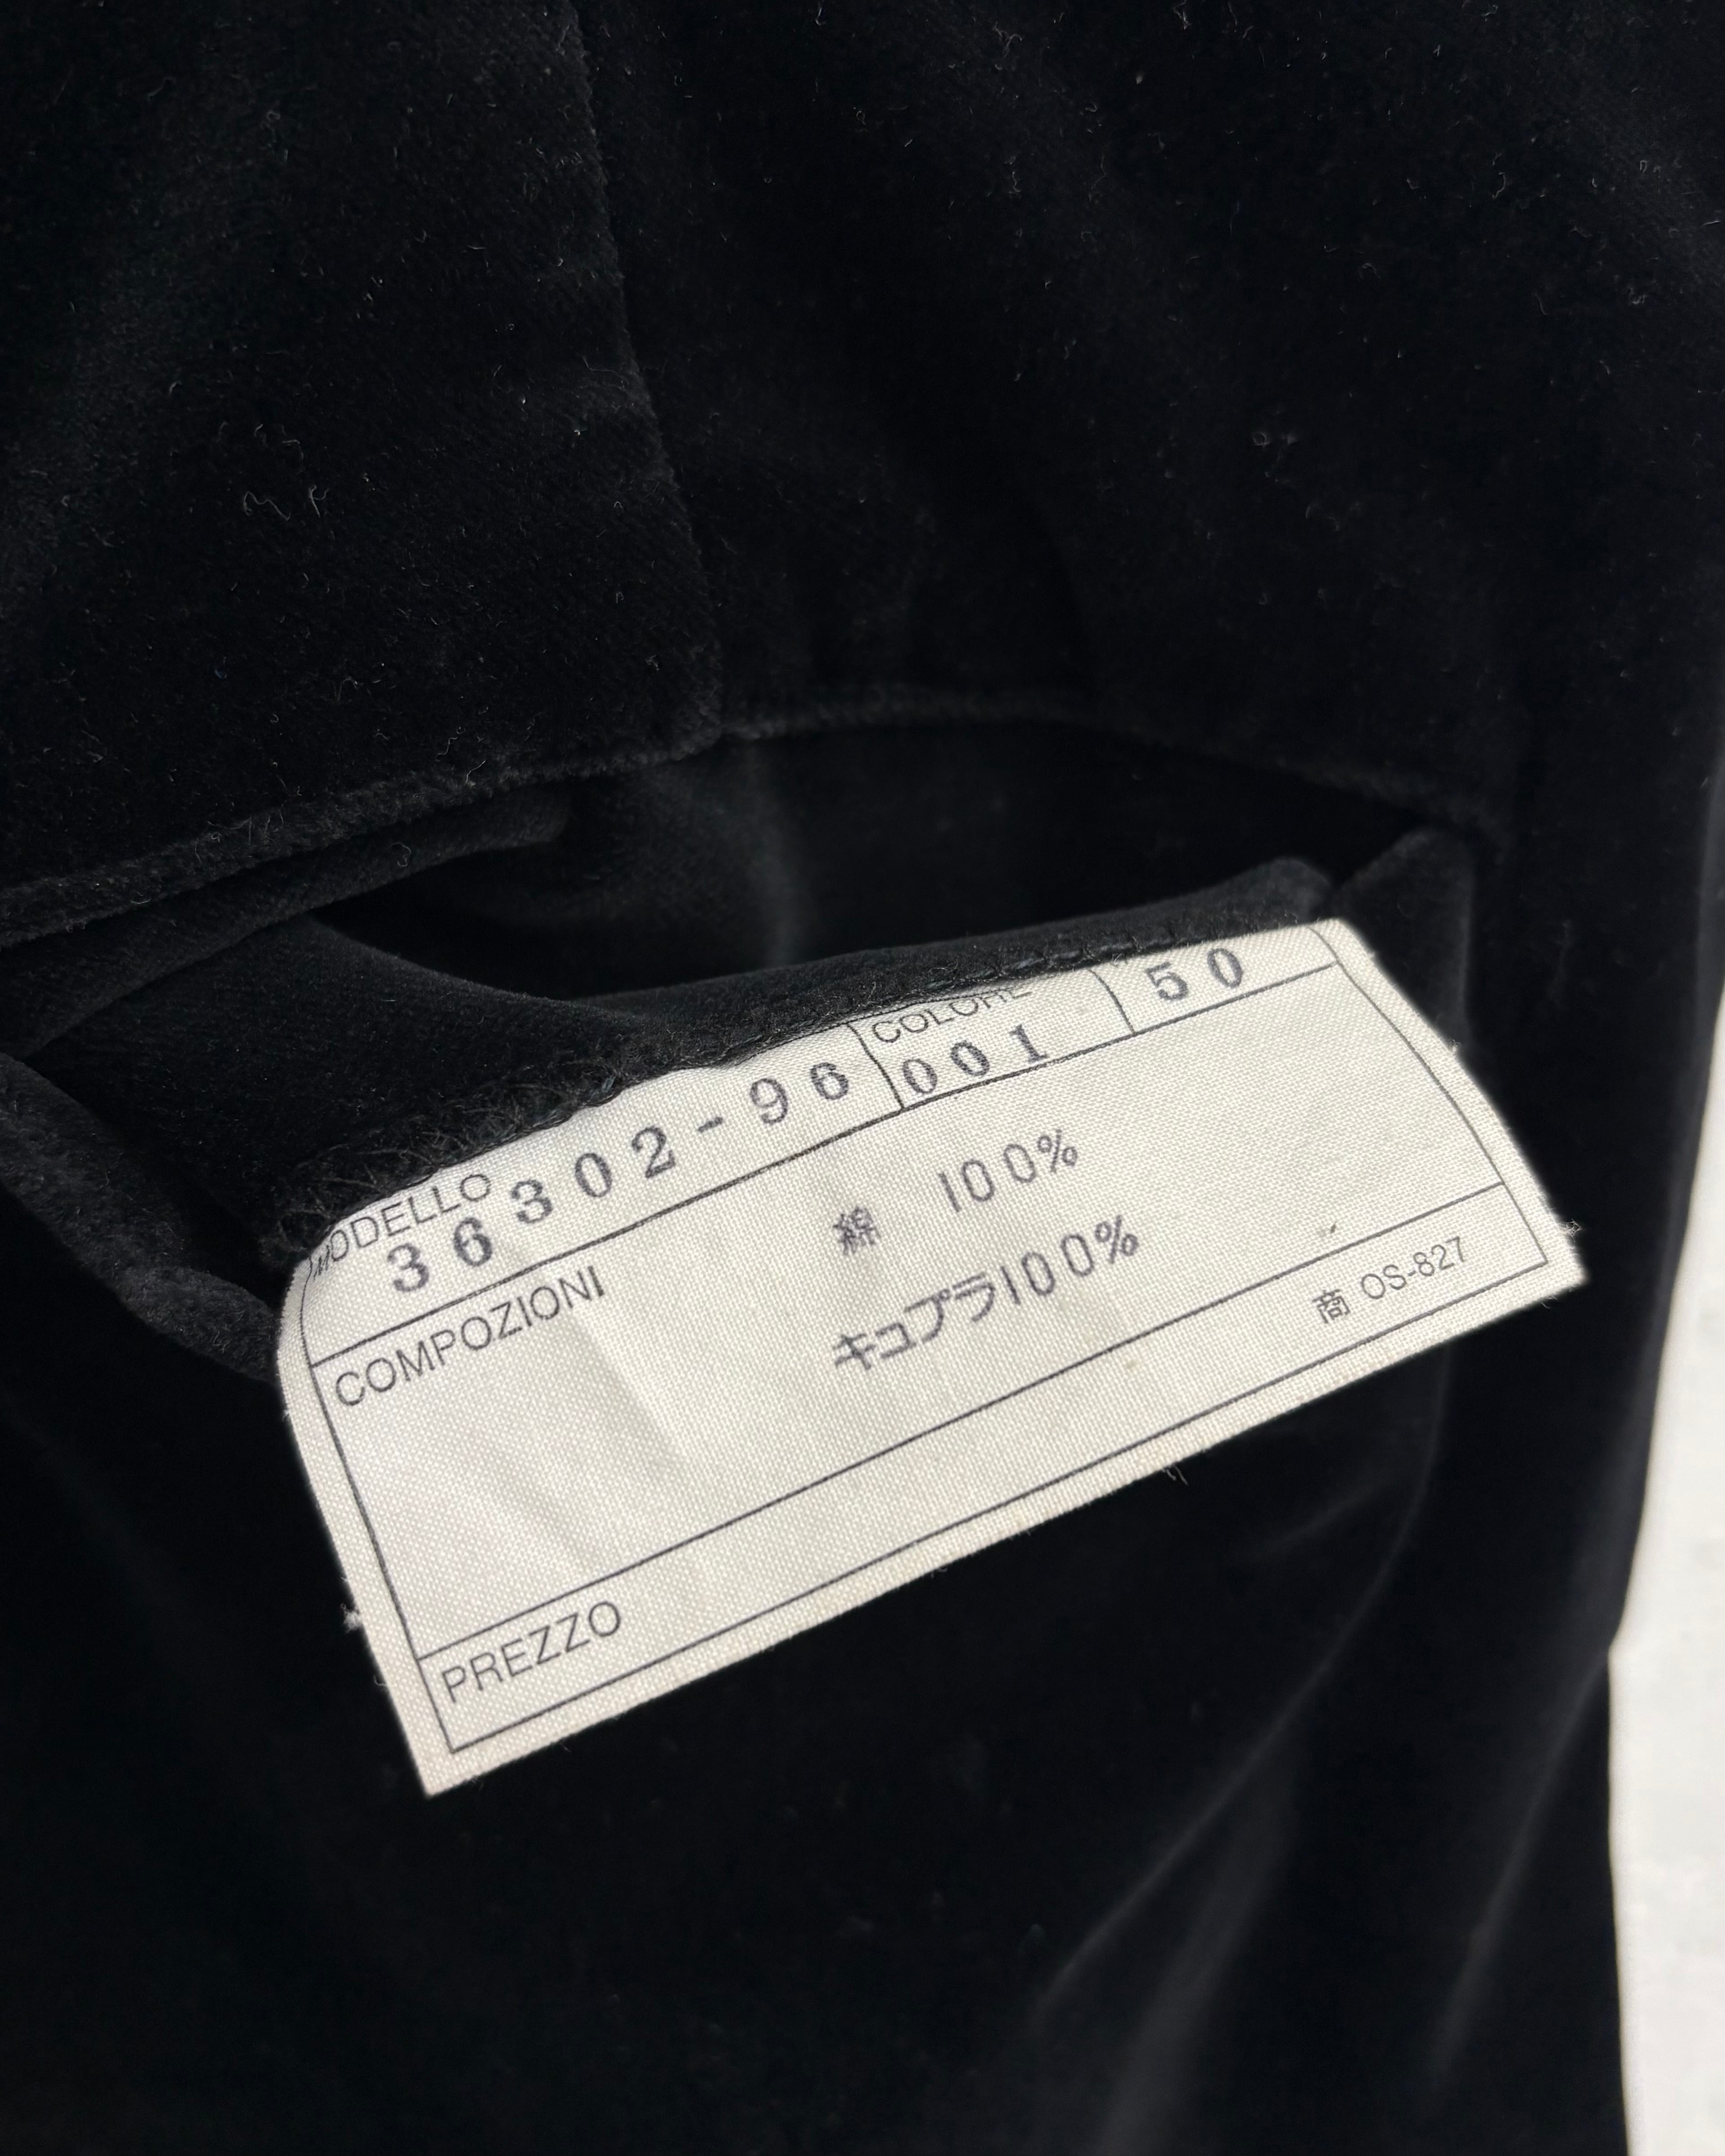 MODELLO COLORE
36302-96 001 50
COMPOZIONI
綿 100%
キュプラ100%
商 OS-827
PREZZO